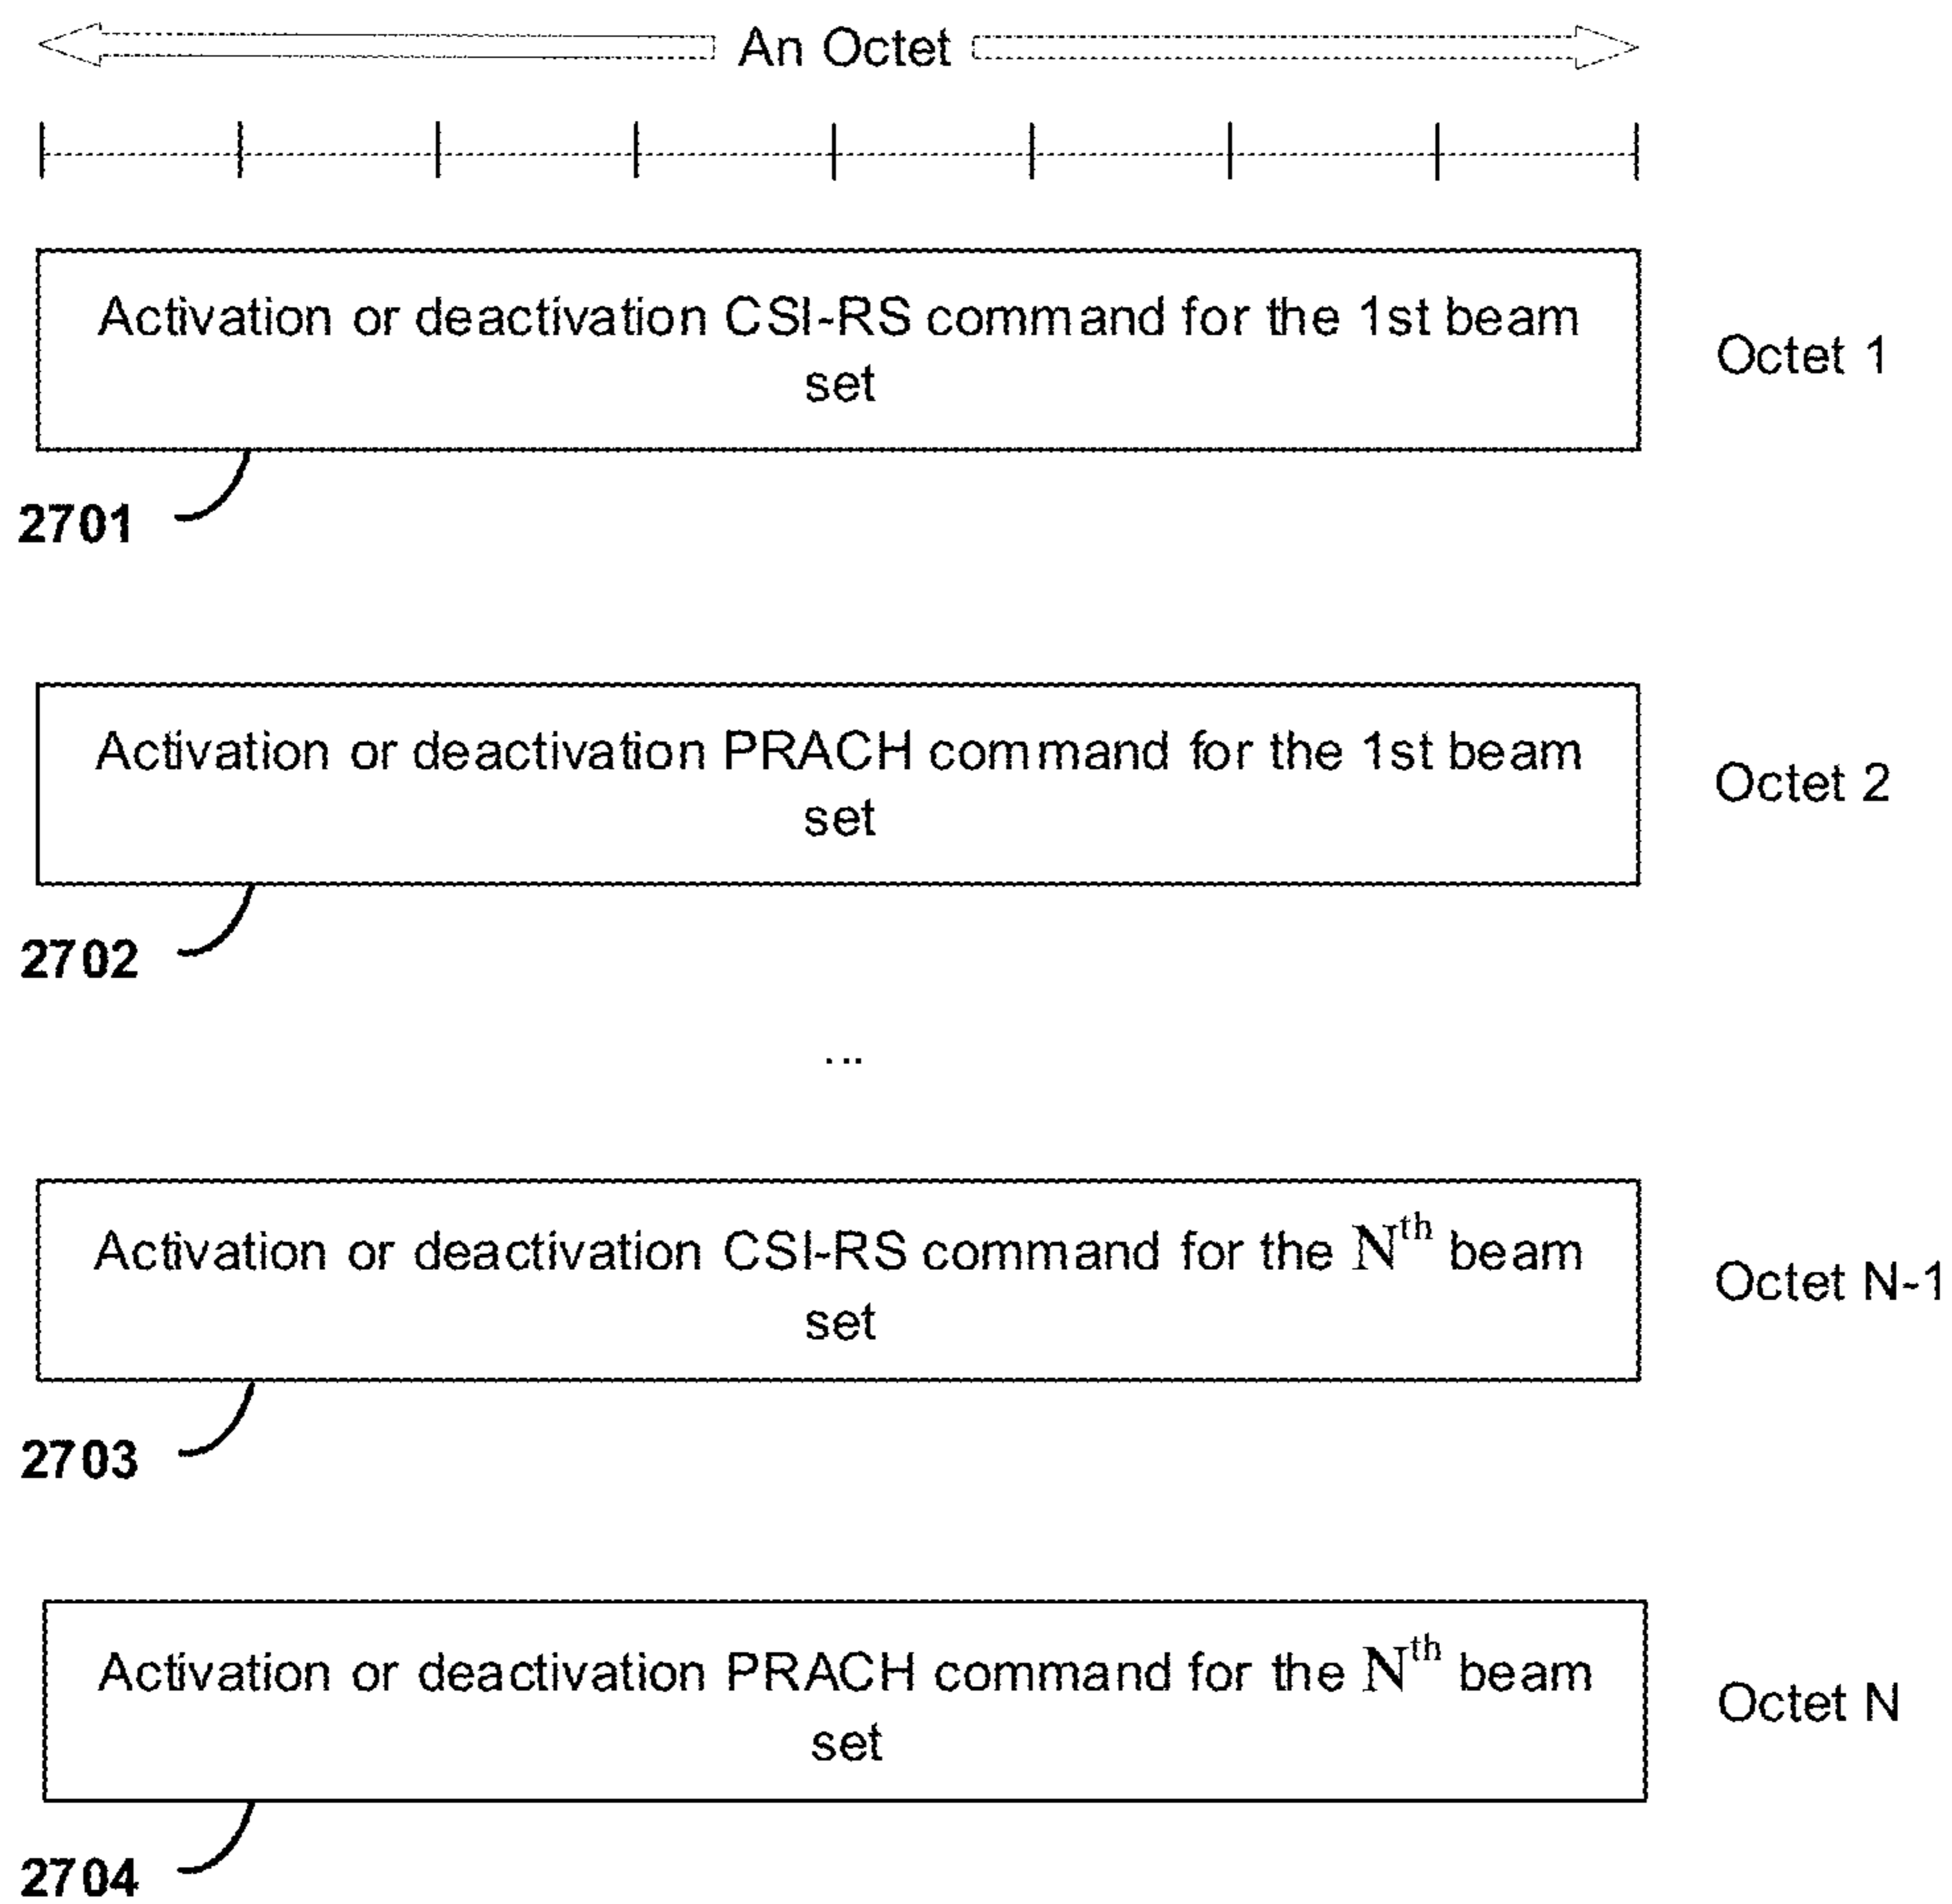 An Octet
Activation or deactivation CSI-RS command for the 1st beam
set
Octet 1
2701
Activation or deactivation PRACH command for the 1st beam
set
Octet 2
2702
...
Activation or deactivation CSI-RS command for the Nth beam
set
Octet N-1
2703
Activation or deactivation PRACH command for the Nth beam
set
Octet N
2704